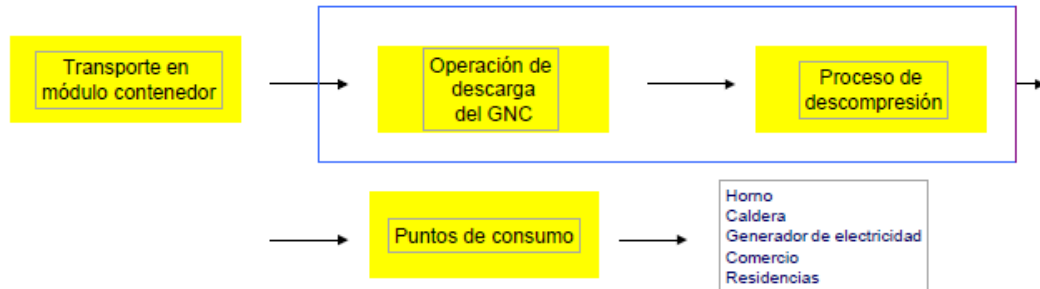 Transporte en
módulo contenedor
Operación de
descarga
del GNC
Proceso de
descompresión
Puntos de consumo
Horno
Caldera
Generador de electricidad
Comercio
Residencias